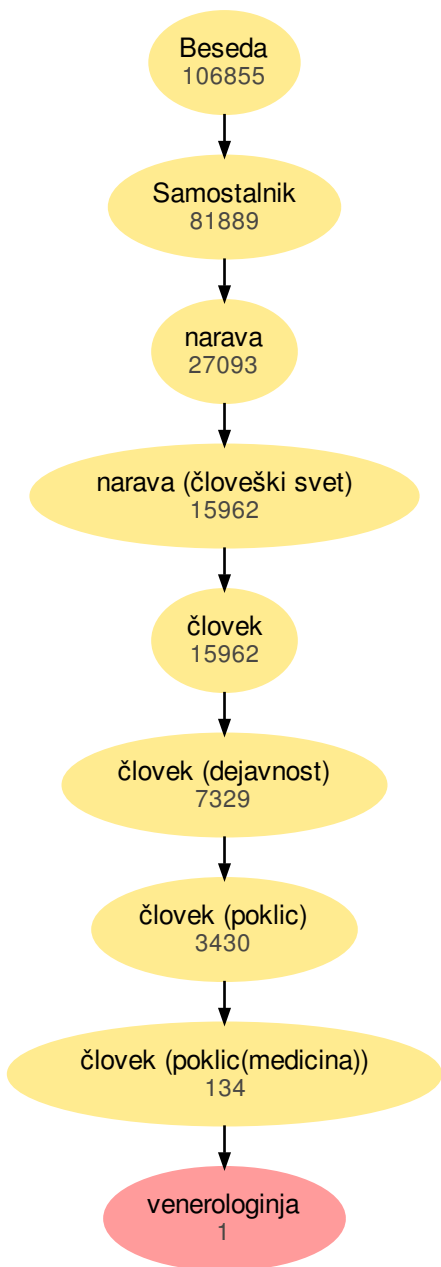 Beseda
106855
Samostalnik
81889
narava
27093
narava (človeški svet)
15962
človek
15962
človek (dejavnost)
7329
človek (poklic)
3430
človek (poklic(medicina))
134
venerologinja
1